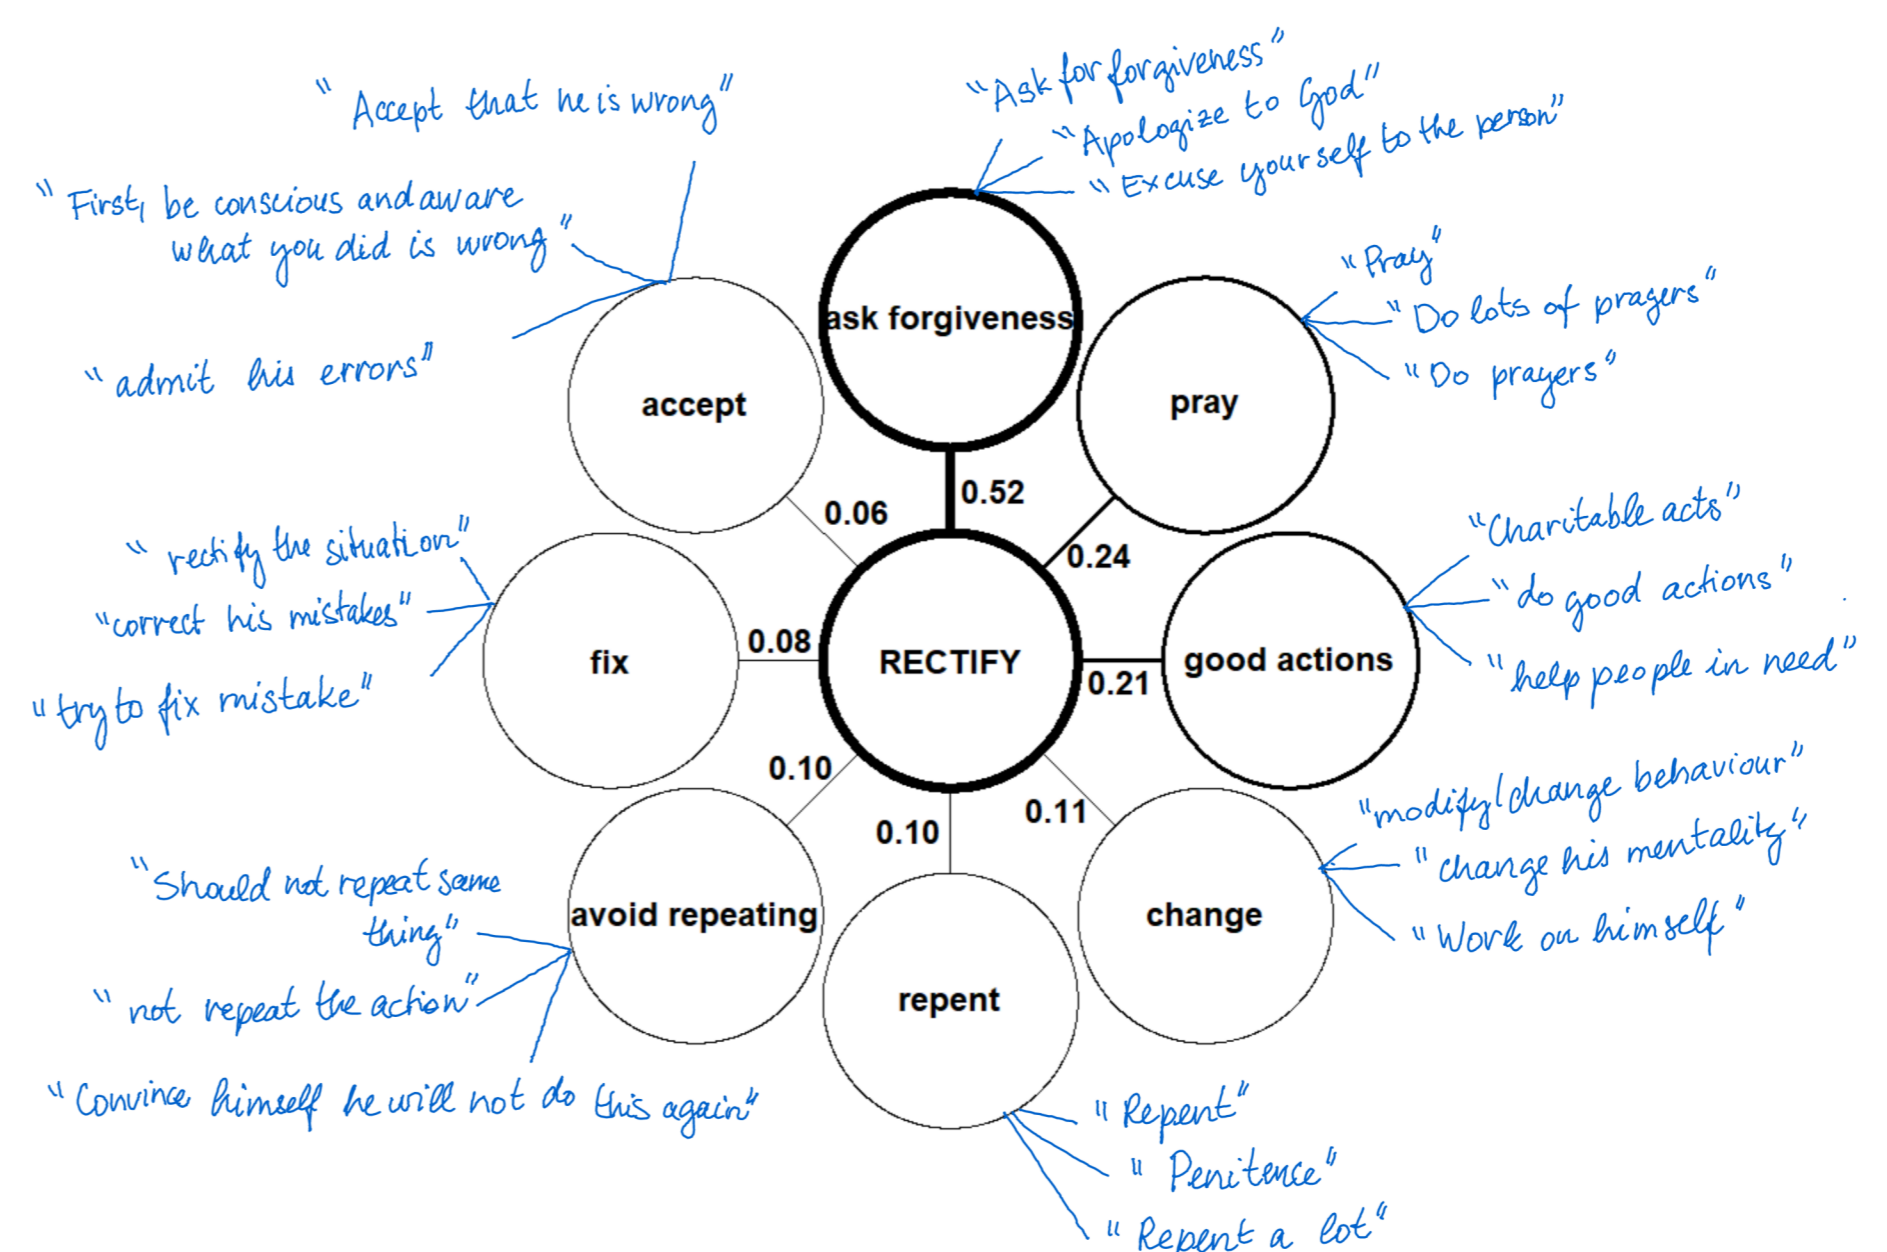 "Accept that he is wrong"
"First, be conscious and aware
what you did is wrong"
"admit his errors"
accept
0.06
"Ask for forgiveness"
"Apologize to God"
"Excuse yourself to the person"
ask forgiveness
0.52
"Pray"
"Do lots of prayers"
"Do prayers"
pray
0.24
"rectify the situation"
"correct his mistakes"
"try to fix mistake"
fix
0.08
RECTIFY
0.21
good actions
"Charitable acts"
"do good actions"
"help people in need"
"Should not repeat same
thing"
"not repeat the action"
"Convince himself he will not do this again"
avoid repeating
0.10
0.10
repent
"Repent"
"Penitence"
"Repent a lot"
0.11
change
"modify/change behaviour"
"change his mentality"
"Work on himself"